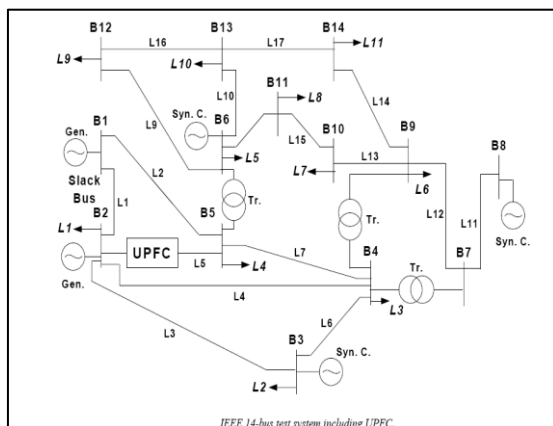 B12
B13
B14
L16
L17
L11
L9
L10
B11
L8
L10
Syn. C.
L14
B1
B6
L9
B10
B9
Gen.
L15
L5
L13
B8
Slack
Bus
L2
L7
L6
Tr.
L12
L11
L1
B2
B5
L1
Tr.
Syn. C.
B4
B7
UPFC
Tr.
L5
L4
L7
Gen.
L4
L3
L3
L6
B3
Syn. C.
L2
IEEE 14-bus test system including UPFC.